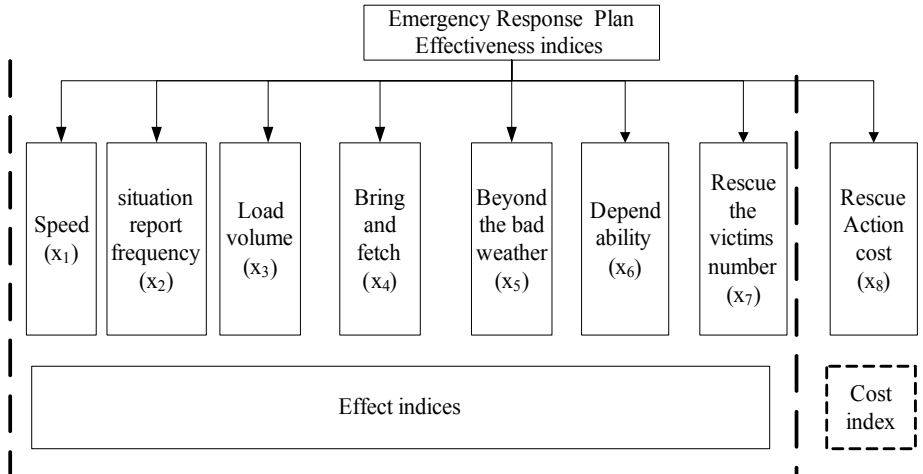 Emergency Response Plan
Effectiveness indices
Speed
(x₁)
situation
report
frequency
(x₂)
Load
volume
(x₃)
Bring
and
fetch
(x₄)
Beyond
the bad
weather
(x₅)
Depend
ability
(x₆)
Rescue
the
victims
number
(x₇)
Rescue
Action
cost
(x₈)
Effect indices
Cost
index